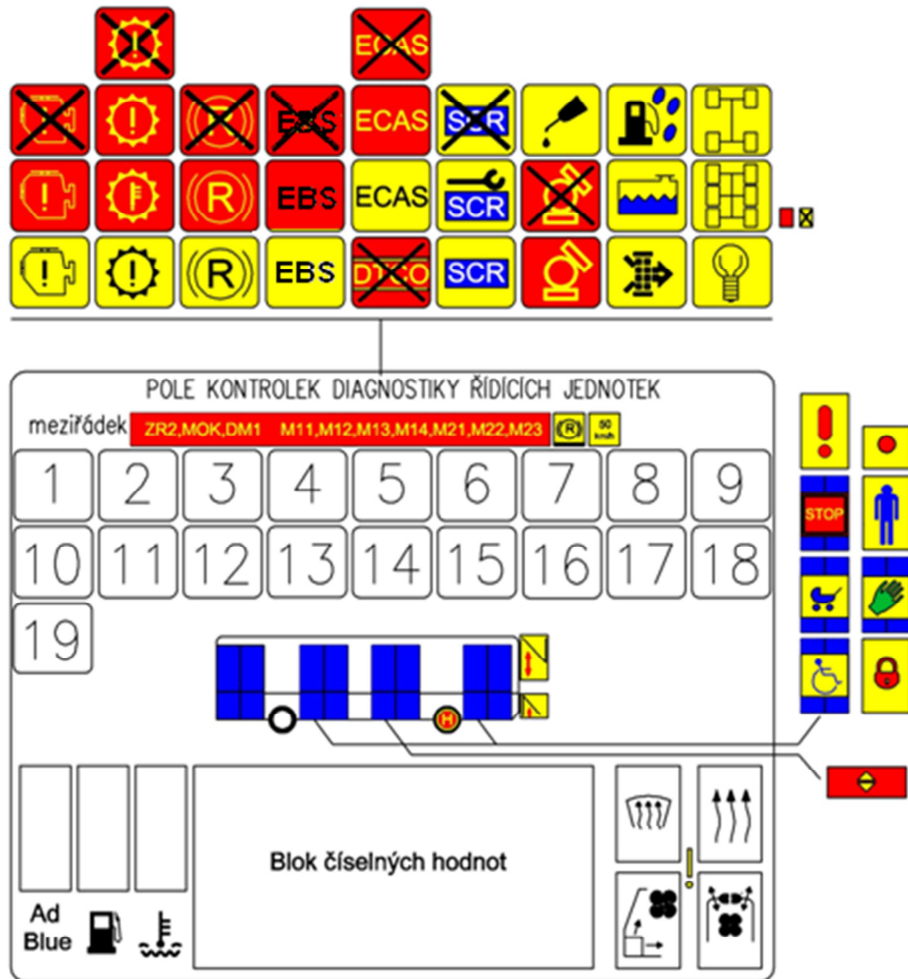 ECAS
EBS ECAS SCR
R EBS ECAS SCR
R EBS DTCO SCR
POLE KONTROLEK DIAGNOSTIKY ŘÍDÍCÍCH JEDNOTEK
meziřádek ZR2,MOK,DM1 M11,M12,M13,M14,M21,M22,M23 R 50 km/h
1 2 3 4 5 6 7 8 9
STOP
10 11 12 13 14 15 16 17 18
19
H
Blok číselných hodnot
Ad
Blue